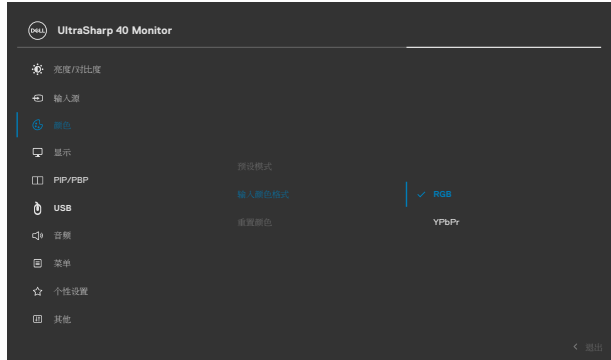 DELL UltraSharp 40 Monitor
亮度/对比度
输入源
颜色
显示
预设模式
PIP/PBP
输入颜色格式
RGB
USB
重置颜色
YPbPr
音频
菜单
个性设置
其他
退出